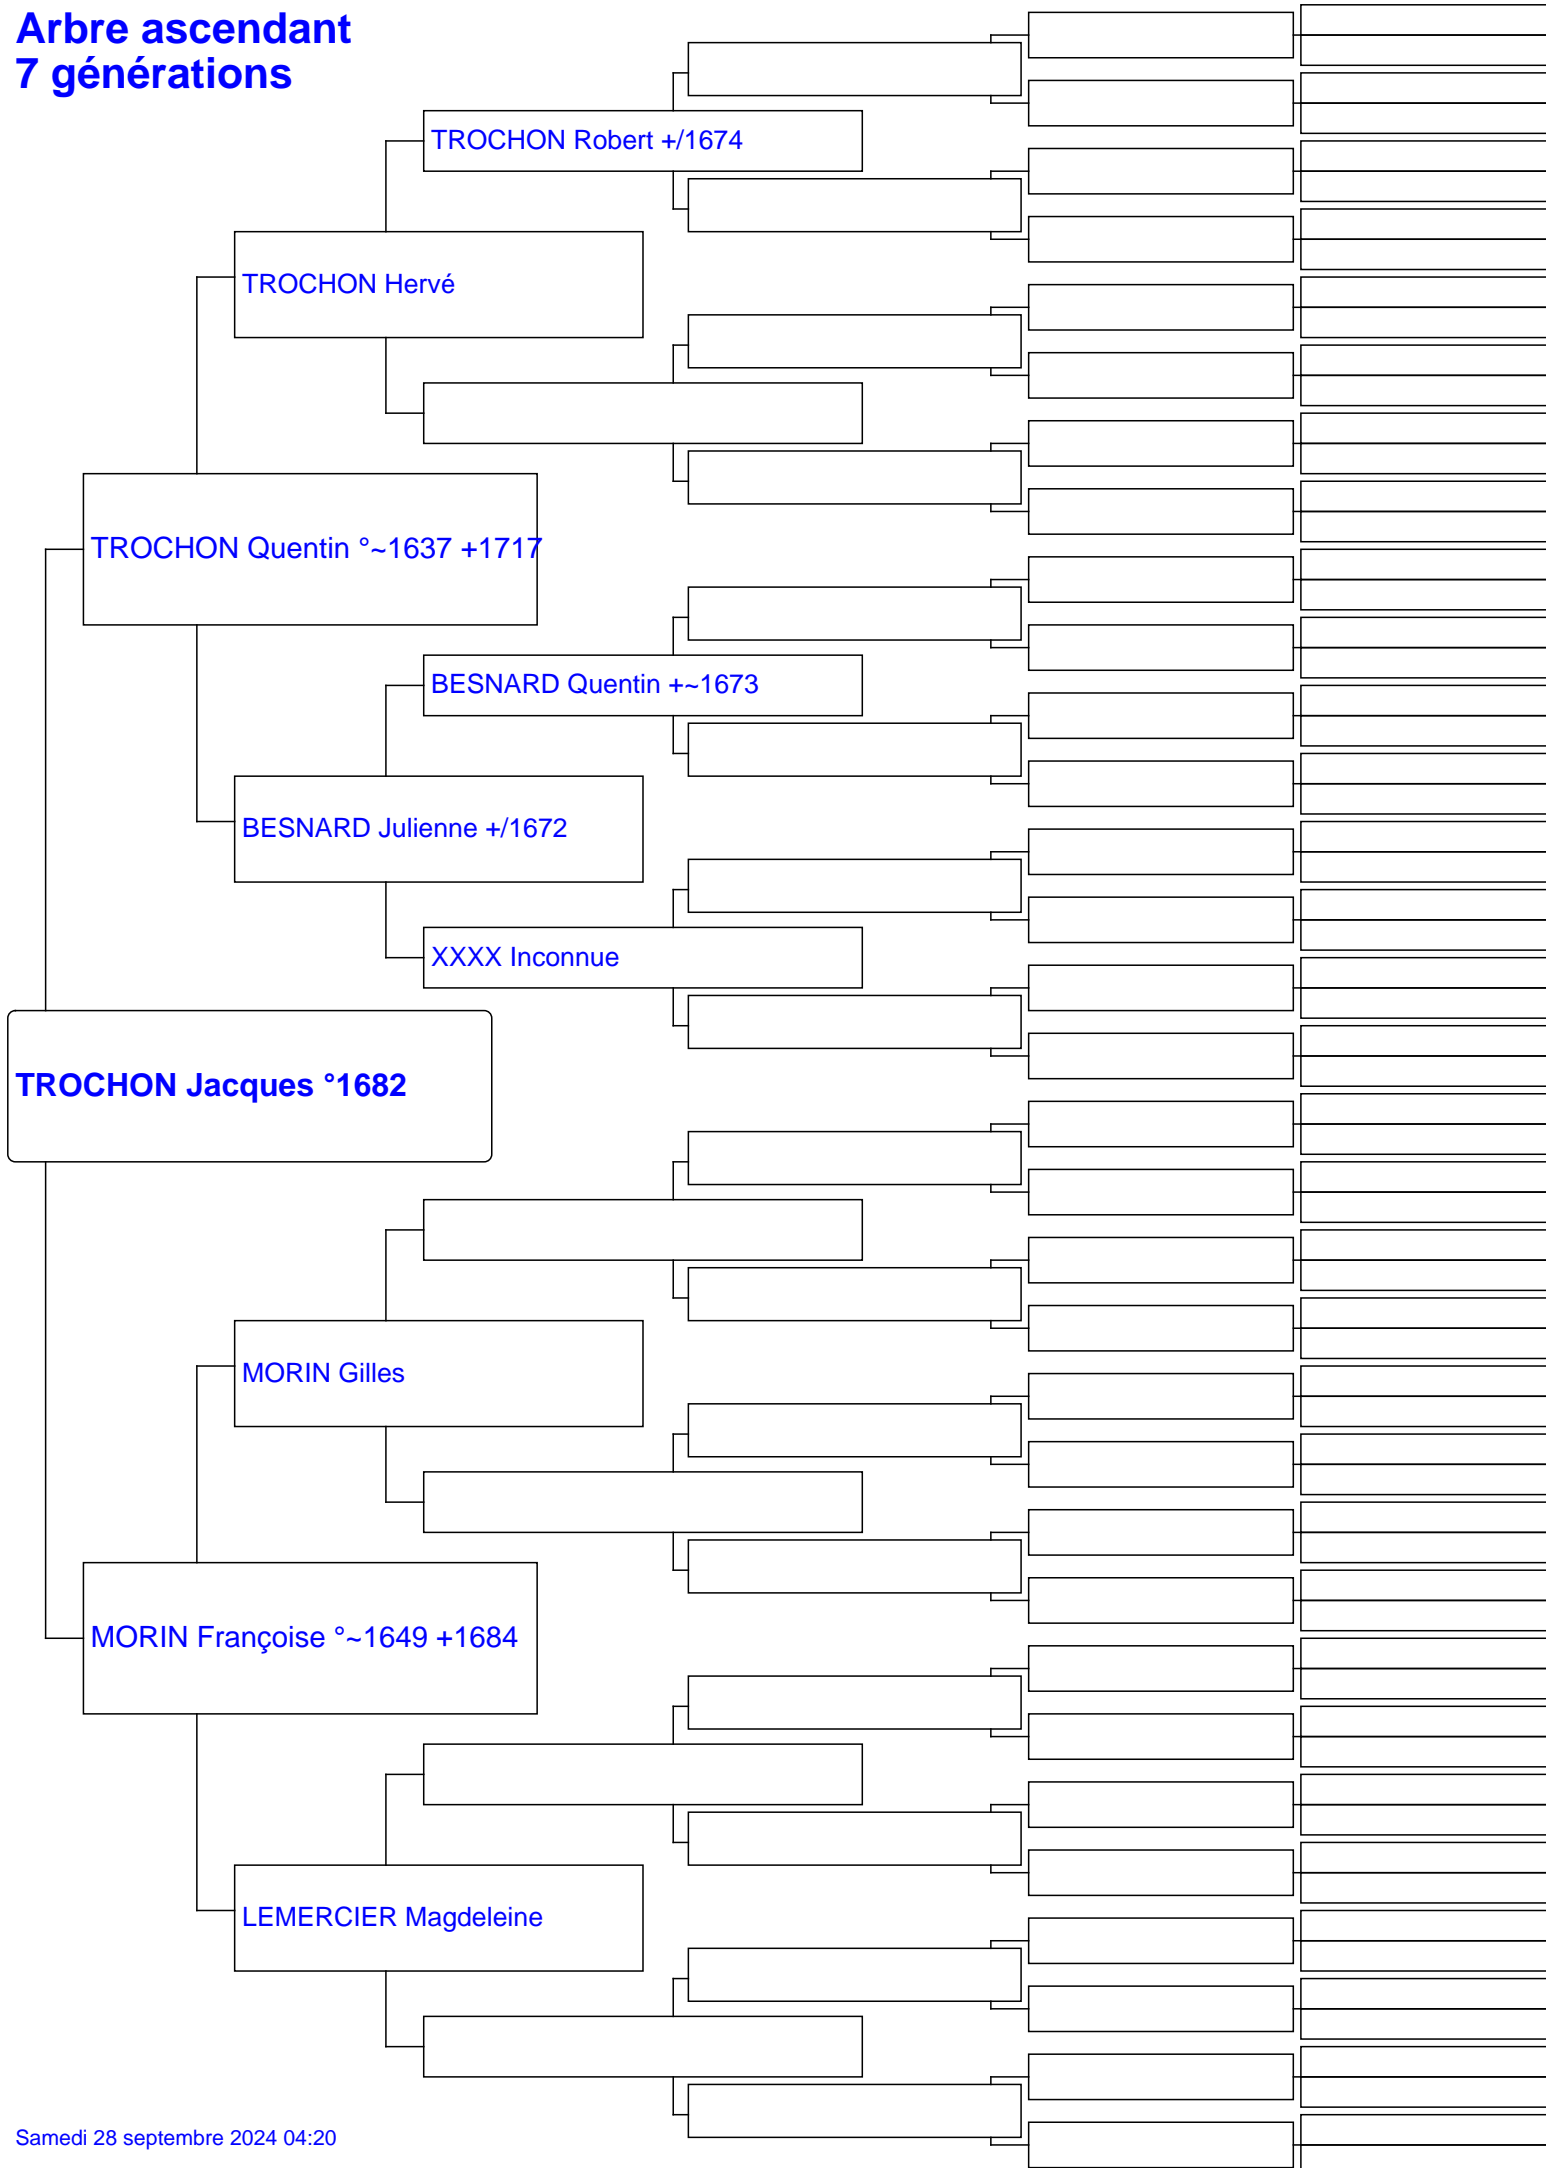 Arbre ascendant
7 générations
TROCHON Robert +/1674
TROCHON Hervé
TROCHON Quentin °~1637 +1717
BESNARD Quentin +~1673
BESNARD Julienne +/1672
XXXX Inconnue
TROCHON Jacques °1682
MORIN Gilles
MORIN Françoise °~1649 +1684
LEMERCIER Magdeleine
Samedi 28 septembre 2024 04:20